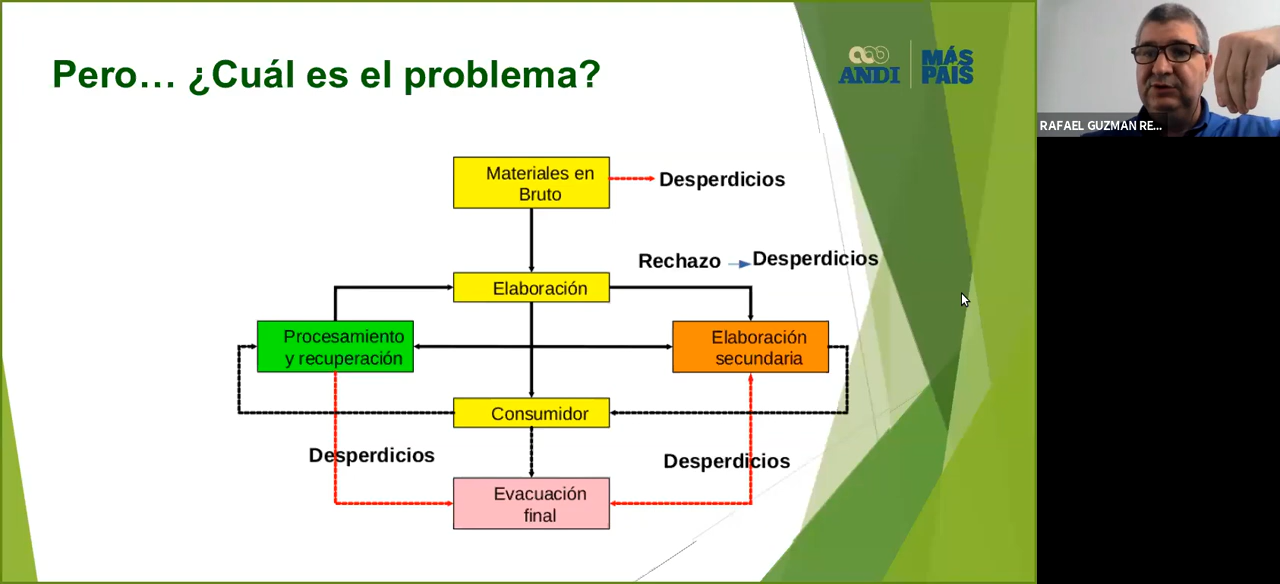 Pero… ¿Cuál es el problema?
ANDI
MÁS
PAÍS
RAFAEL GUZMAN RE...
Materiales en
Bruto
Desperdicios
Rechazo
Desperdicios
Elaboración
Procesamiento
y recuperación
Elaboración
secundaria
Consumidor
Desperdicios
Desperdicios
Evacuación
final